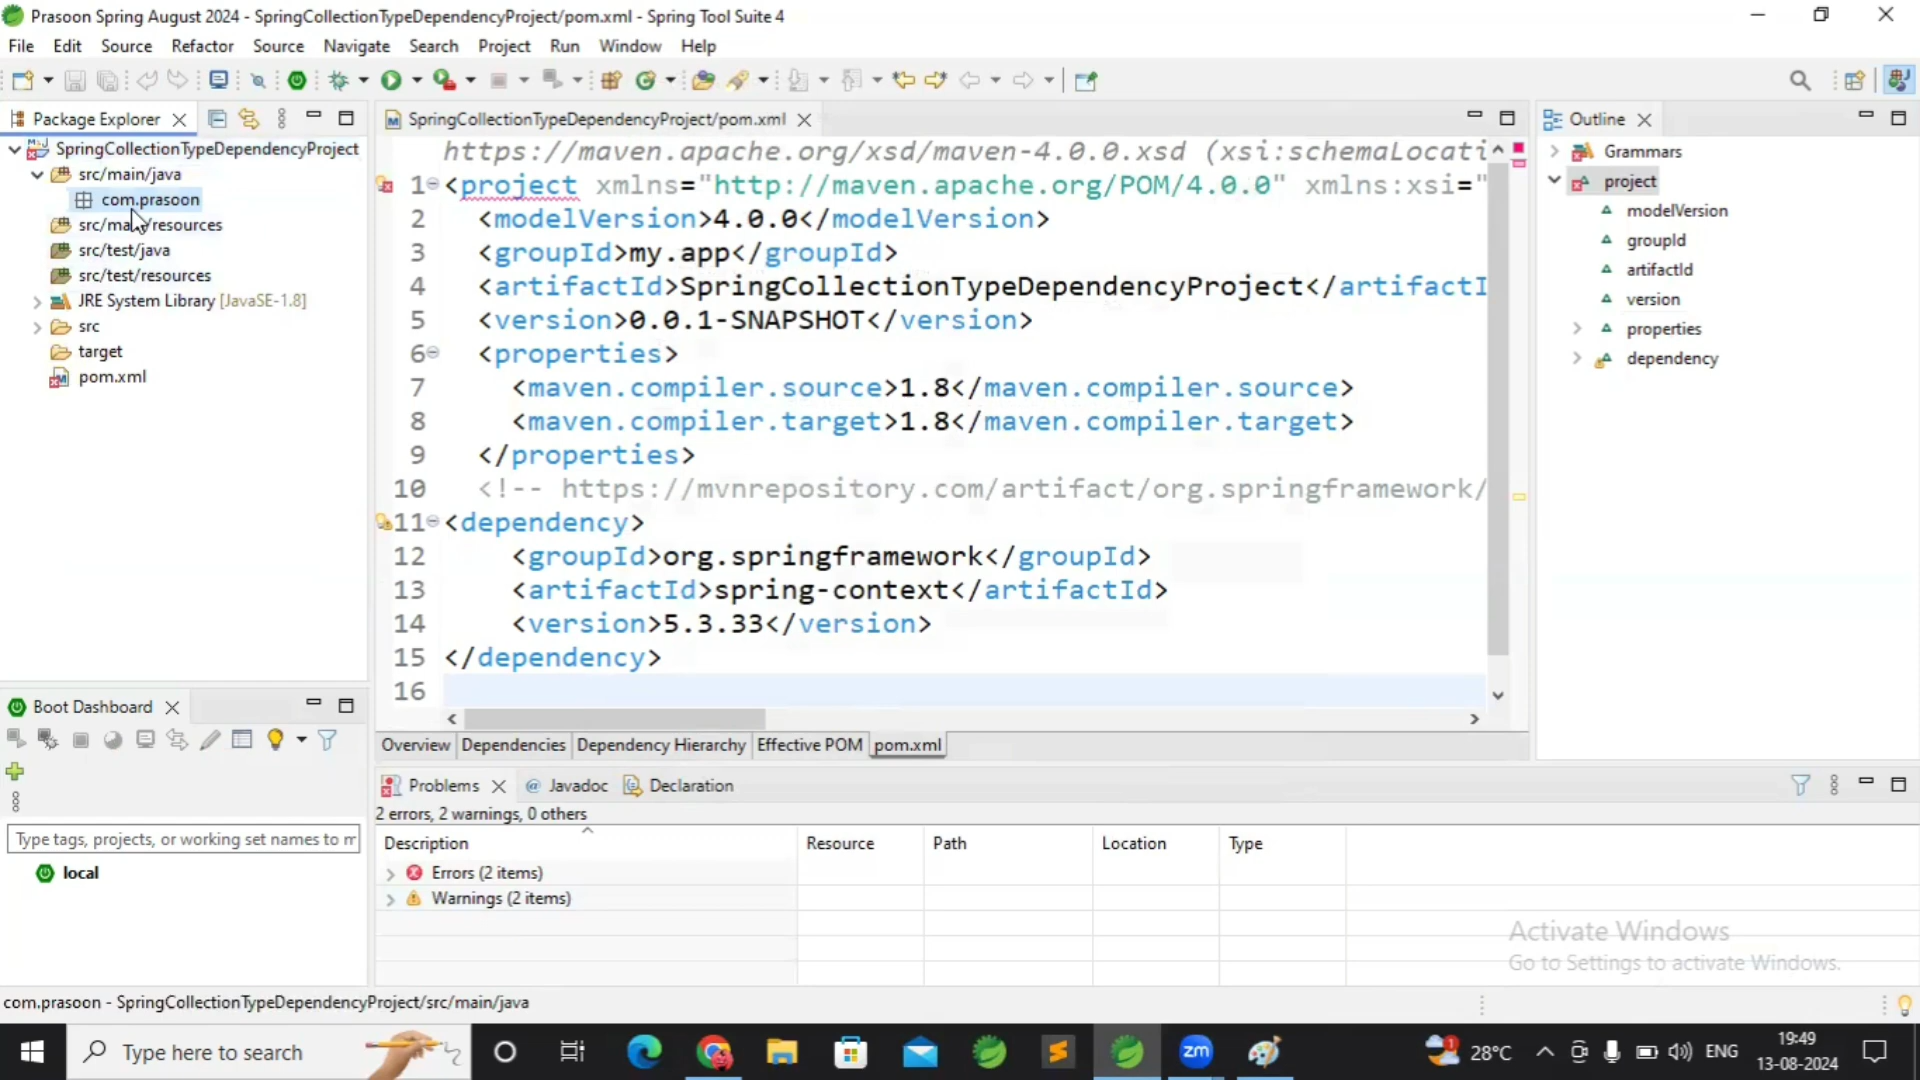 Prasoon Spring August 2024 - SpringCollectionTypeDependencyProject/pom.xml - Spring Tool Suite 4
File Edit Source Refactor Source Navigate Search Project Run Window Help
Package Explorer
SpringCollectionTypeDependencyProject
src/main/java
com.prasoon
src/main/resources
src/test/java
src/test/resources
JRE System Library [JavaSE-1.8]
src
target
pom.xml
SpringCollectionTypeDependencyProject/pom.xml
https://maven.apache.org/xsd/maven-4.0.0.xsd (xsi:schemaLocati
1 <project xmlns="http://maven.apache.org/POM/4.0.0" xmlns:xsi="
2 <modelVersion>4.0.0</modelVersion>
3 <groupId>my.app</groupId>
4 <artifactId>SpringCollectionTypeDependencyProject</artifactI
5 <version>0.0.1-SNAPSHOT</version>
6 <properties>
7 <maven.compiler.source>1.8</maven.compiler.source>
8 <maven.compiler.target>1.8</maven.compiler.target>
9 </properties>
10 <!-- https://mvnrepository.com/artifact/org.springframework/
11 <dependency>
12 <groupId>org.springframework</groupId>
13 <artifactId>spring-context</artifactId>
14 <version>5.3.33</version>
15 </dependency>
16
Overview Dependencies Dependency Hierarchy Effective POM pom.xml
Outline
Grammars
project
modelVersion
groupId
artifactId
version
properties
dependency
Boot Dashboard
Type tags, projects, or working set names to m
local
Problems Javadoc Declaration
2 errors, 2 warnings, 0 others
Description Resource Path Location Type
Errors (2 items)
Warnings (2 items)
Activate Windows
Go to Settings to activate Windows.
com.prasoon - SpringCollectionTypeDependencyProject/src/main/java
Type here to search
zm
1
28°C
ENG
19:49
13-08-2024